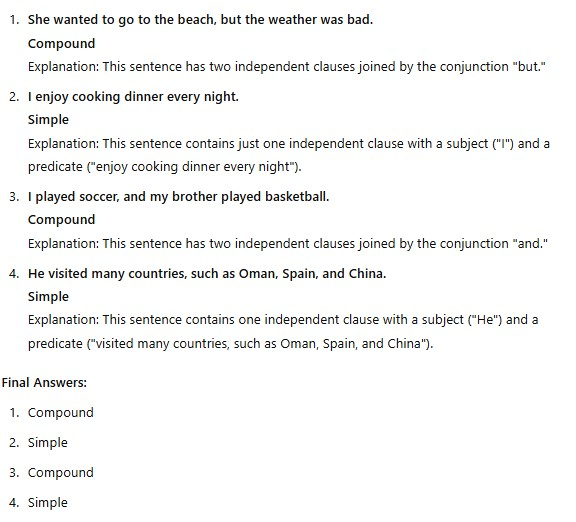 1. She wanted to go to the beach, but the weather was bad.
Compound
Explanation: This sentence has two independent clauses joined by the conjunction "but."
2. I enjoy cooking dinner every night.
Simple
Explanation: This sentence contains just one independent clause with a subject ("I") and a
predicate ("enjoy cooking dinner every night").
3. I played soccer, and my brother played basketball.
Compound
Explanation: This sentence has two independent clauses joined by the conjunction "and."
4. He visited many countries, such as Oman, Spain, and China.
Simple
Explanation: This sentence contains one independent clause with a subject ("He") and a
predicate ("visited many countries, such as Oman, Spain, and China").
Final Answers:
1. Compound
2. Simple
3. Compound
4. Simple